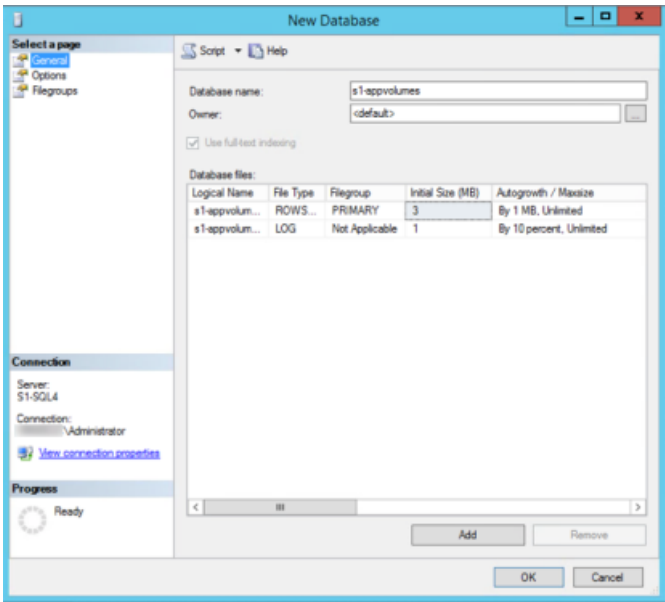 New Database
Select a page
General
Options
Filegroups
Script Help
Database name: s1-appvolumes
Owner: <default> ...
Use full-text indexing
Database files:
Logical Name File Type Filegroup Initial Size (MB) Autogrowth / Maxsize
s1-appvolum... ROWS... PRIMARY 3 By 1 MB, Unlimited
s1-appvolum... LOG Not Applicable 1 By 10 percent, Unlimited
Connection
Server:
S1-SQL4
Connection:
\Administrator
View connection properties
Progress
Ready
Add Remove
OK Cancel